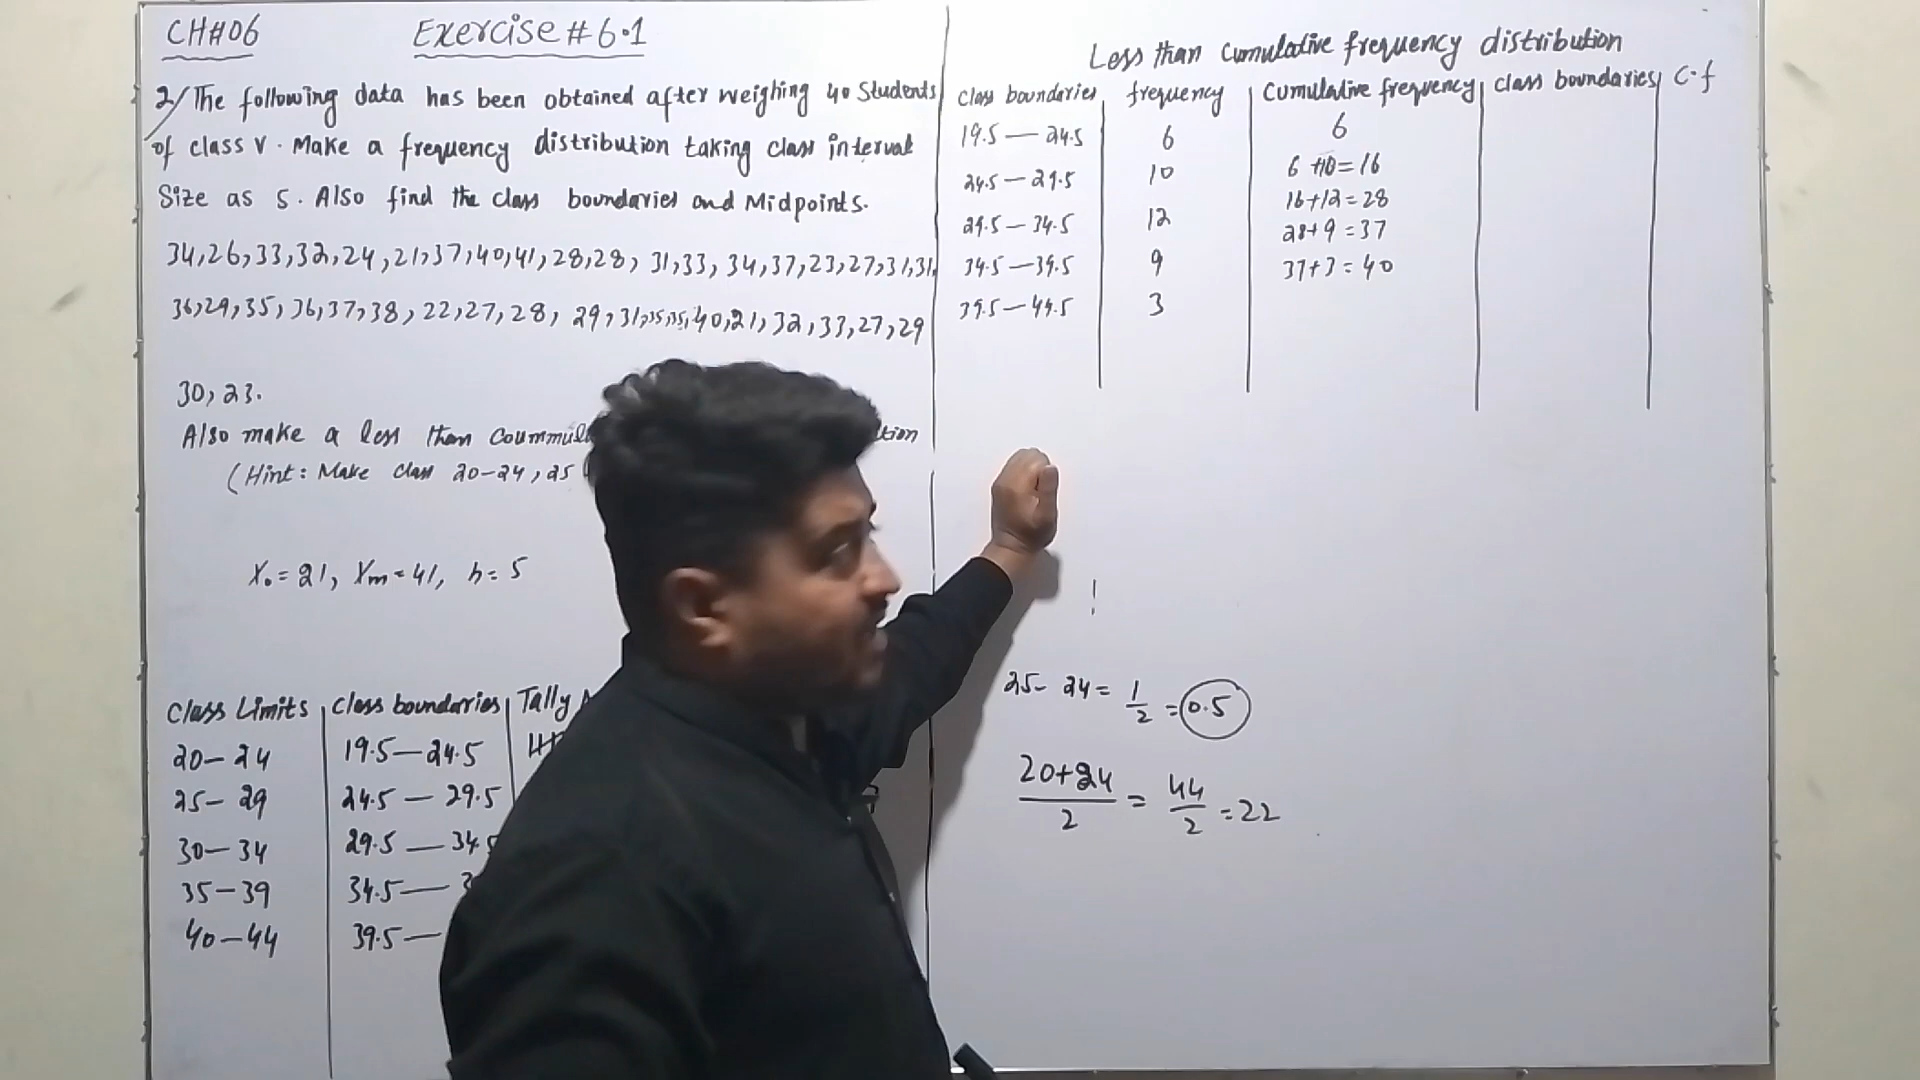 CH#06 Exercise # 6.1
2/ The following data has been obtained after weighing 40 Students
of class V. Make a frequency distribution taking class interval
Size as 5. Also find the class boundaries and Midpoints.
34,26,33,32,24,21,37,40,41,28,28, 31,33, 34,37,23,27,31,31,
36,29,35, 36,37,38, 22,27,28, 29,31,35,35,40,21,32,33,27,29
30,23.
Also make a less than
(Hint: Make class 20-24, 25
X₀ = 21, Xm = 41, h = 5
Class Limits Class boundaries Tally
20 - 24 19.5 — 24.5
25 - 29 24.5 — 29.5
30 - 34 29.5 — 34.5
35 - 39 34.5 —
40 - 44 39.5 —
Less than cumulative frequency distribution
Class boundaries frequency Cumulative frequency class boundaries C.f
19.5 — 24.5 6 6
24.5 — 29.5 10 6+10=16
29.5 — 34.5 12 16+12=28
34.5 — 39.5 9 28+9=37
39.5 — 44.5 3 37+3=40
25 - 24 = 1/2 = 0.5
20+24/2 = 44/2 = 22